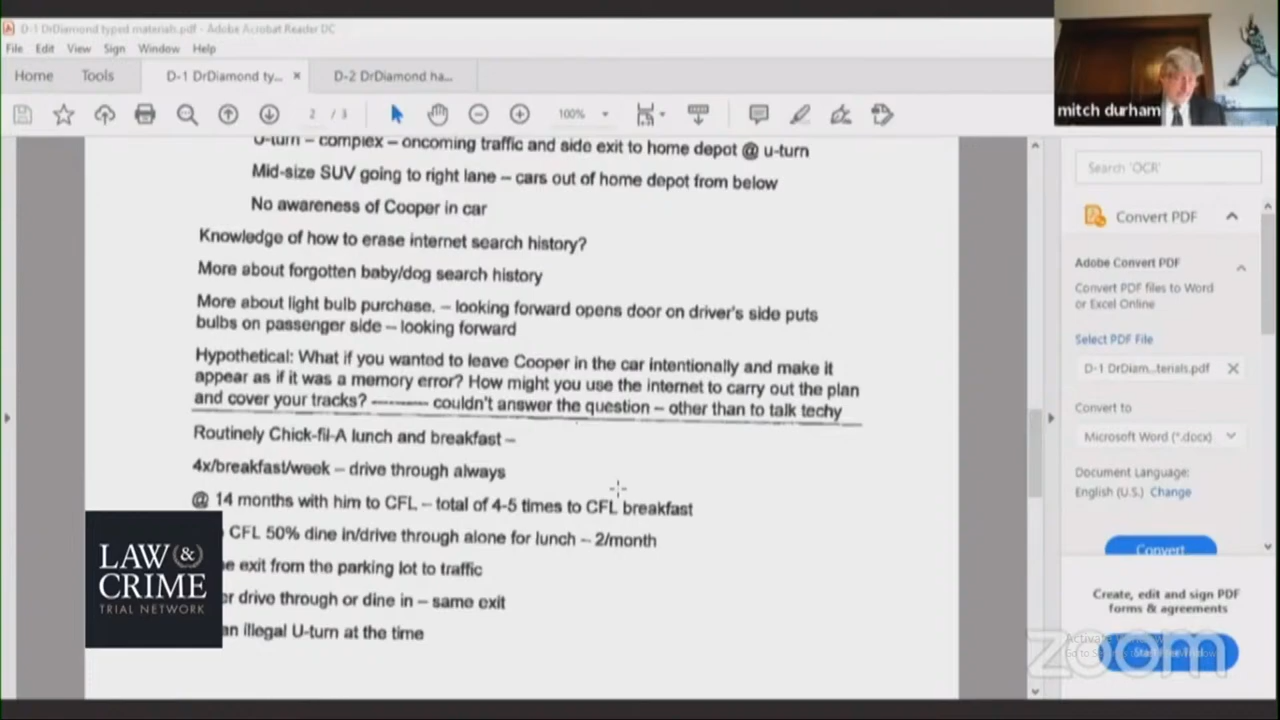 D-1 DrDiamond typed materials.pdf - Adobe Acrobat Reader DC
File Edit View Sign Window Help
Home Tools D-1 DrDiamond ty... × D-2 DrDiamond ha...
2 / 3 100%
mitch durham
U-turn – complex – oncoming traffic and side exit to home depot @ u-turn
Mid-size SUV going to right lane – cars out of home depot from below
No awareness of Cooper in car
Knowledge of how to erase internet search history?
More about forgotten baby/dog search history
More about light bulb purchase. – looking forward opens door on driver's side puts
bulbs on passenger side – looking forward
Hypothetical: What if you wanted to leave Cooper in the car intentionally and make it
appear as if it was a memory error? How might you use the internet to carry out the plan
and cover your tracks? -------- couldn't answer the question – other than to talk techy
Routinely Chick-fil-A lunch and breakfast –
4x/breakfast/week – drive through always
@ 14 months with him to CFL – total of 4-5 times to CFL breakfast
CFL 50% dine in/drive through alone for lunch – 2/month
exit from the parking lot to traffic
drive through or dine in – same exit
an illegal U-turn at the time
LAW &
CRIME
TRIAL NETWORK
Search 'OCR'
Convert PDF
Adobe Convert PDF
Convert PDF files to Word
or Excel Online
Select PDF File
D-1 DrDiam...terials.pdf
Convert to
Microsoft Word (*.docx)
Document Language:
English (U.S.) Change
Convert
Create, edit and sign PDF
forms & agreements
Activate
zoom